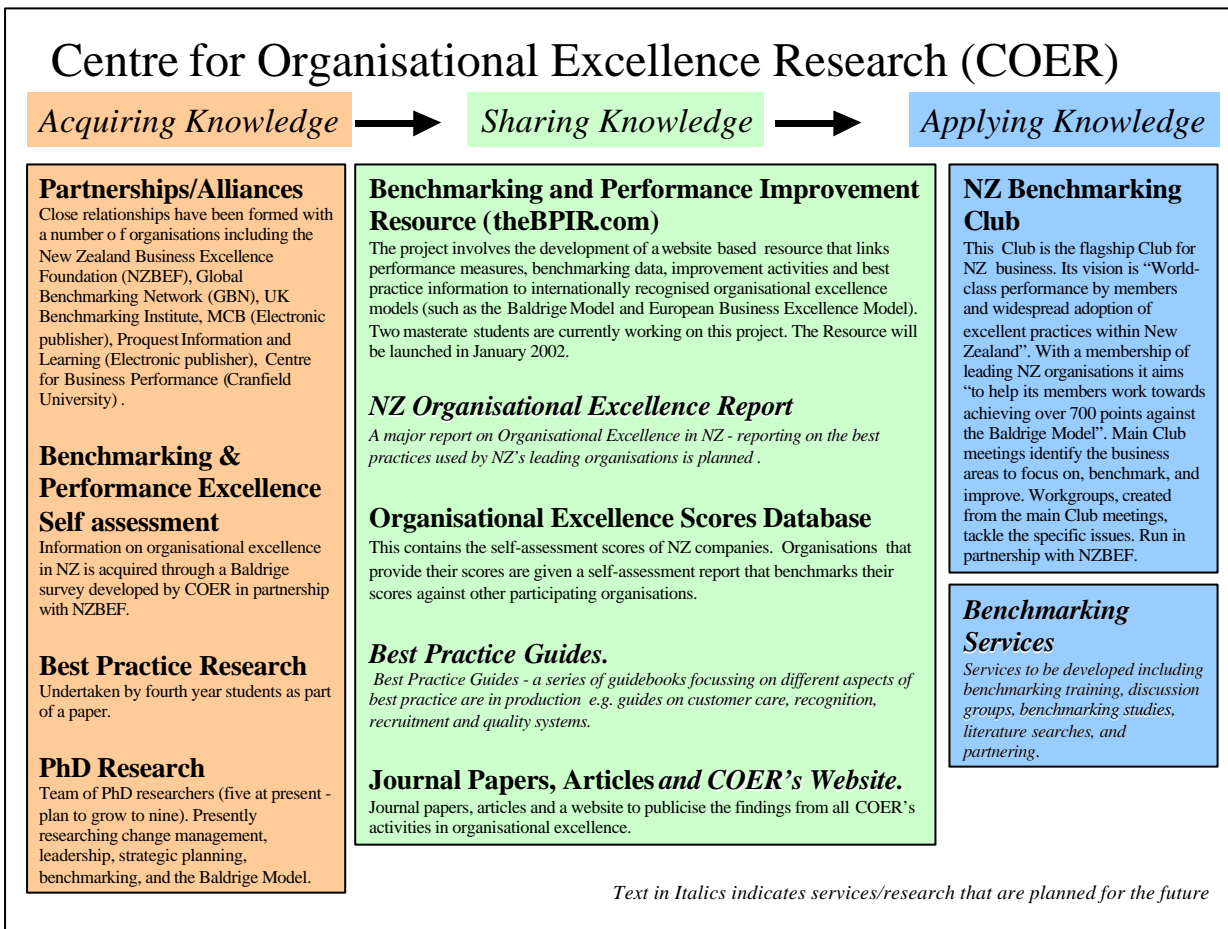 Centre for Organisational Excellence Research (COER)
Acquiring Knowledge
Sharing Knowledge
Applying Knowledge
Partnerships/Alliances
Close relationships have been formed with
a number o f organisations including the
New Zealand Business Excellence
Foundation (NZBEF), Global
Benchmarking Network (GBN), UK
Benchmarking Institute, MCB (Electronic
publisher), Proquest Information and
Learning (Electronic publisher), Centre
for Business Performance (Cranfield
University) .
Benchmarking &
Performance Excellence
Self assessment
Information on organisational excellence
in NZ is acquired through a Baldrige
survey developed by COER in partnership
with NZBEF.
Best Practice Research
Undertaken by fourth year students as part
of a paper.
PhD Research
Team of PhD researchers (five at present -
plan to grow to nine). Presently
researching change management,
leadership, strategic planning,
benchmarking, and the Baldrige Model.
Benchmarking and Performance Improvement
Resource (theBPIR.com)
The project involves the development of a website based resource that links
performance measures, benchmarking data, improvement activities and best
practice information to internationally recognised organisational excellence
models (such as the Baldrige Model and European Business Excellence Model).
Two masterate students are currently working on this project. The Resource will
be launched in January 2002.
NZ Organisational Excellence Report
A major report on Organisational Excellence in NZ - reporting on the best
practices used by NZ's leading organisations is planned .
Organisational Excellence Scores Database
This contains the self-assessment scores of NZ companies. Organisations that
provide their scores are given a self-assessment report that benchmarks their
scores against other participating organisations.
Best Practice Guides.
Best Practice Guides - a series of guidebooks focussing on different aspects of
best practice are in production e.g. guides on customer care, recognition,
recruitment and quality systems.
Journal Papers, Articles and COER's Website.
Journal papers, articles and a website to publicise the findings from all COER's
activities in organisational excellence.
NZ Benchmarking
Club
This Club is the flagship Club for
NZ business. Its vision is "World-
class performance by members
and widespread adoption of
excellent practices within New
Zealand". With a membership of
leading NZ organisations it aims
"to help its members work towards
achieving over 700 points against
the Baldrige Model". Main Club
meetings identify the business
areas to focus on, benchmark, and
improve. Workgroups, created
from the main Club meetings,
tackle the specific issues. Run in
partnership with NZBEF.
Benchmarking
Services
Services to be developed including
benchmarking training, discussion
groups, benchmarking studies,
literature searches, and
partnering.
Text in Italics indicates services/research that are planned for the future